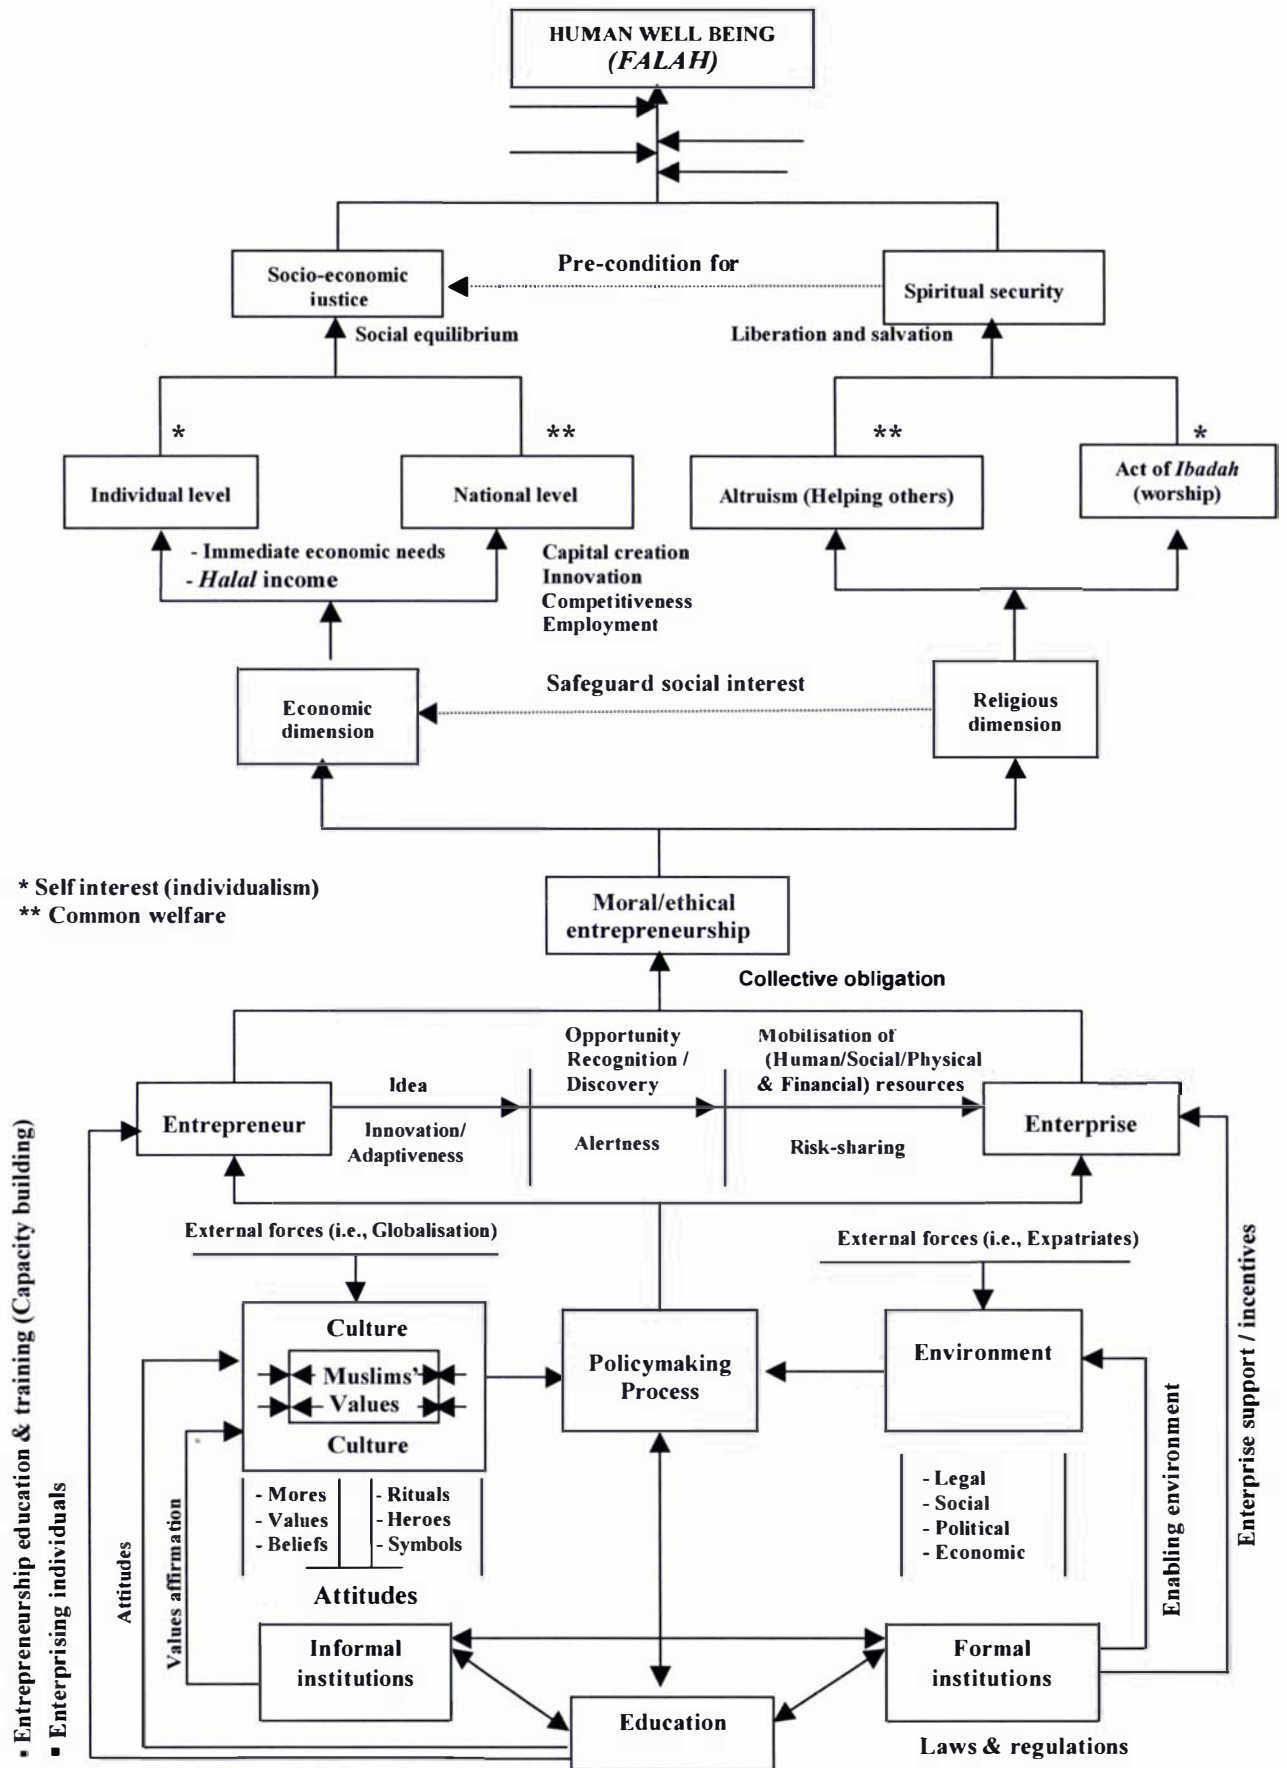 HUMAN WELL BEING
(FALAH)
Pre-condition for
Socio-economic
iustice
Spiritual security
Social equilibrium
Liberation and salvation
*
**
**
*
Individual level
National level
Altruism (Helping others)
Act of Ibadah
(worship)
- Immediate economic needs
- Halal income
Capital creation
Innovation
Competitiveness
Employment
Economic
dimension
Safeguard social interest
Religious
dimension
* Self interest (individualism)
** Common welfare
Moral/ethical
entrepreneurship
Collective obligation
Entrepreneur
Idea
Innovation/
Adaptiveness
Opportunity
Recognition /
Discovery
Alertness
Mobilisation of
(Human/Social/Physical
& Financial) resources
Risk-sharing
Enterprise
External forces (i.e., Globalisation)
External forces (i.e., Expatriates)
Culture
Muslims'
Values
Culture
Policymaking
Process
Environment
- Mores
- Values
- Beliefs
- Rituals
- Heroes
- Symbols
- Legal
- Social
- Political
- Economic
Attitudes
Informal
institutions
Formal
institutions
Education
Laws & regulations
▪ Entrepreneurship education & training (Capacity building)
▪ Enterprising individuals
Attitudes
Values affirmation
Enabling environment
Enterprise support / incentives